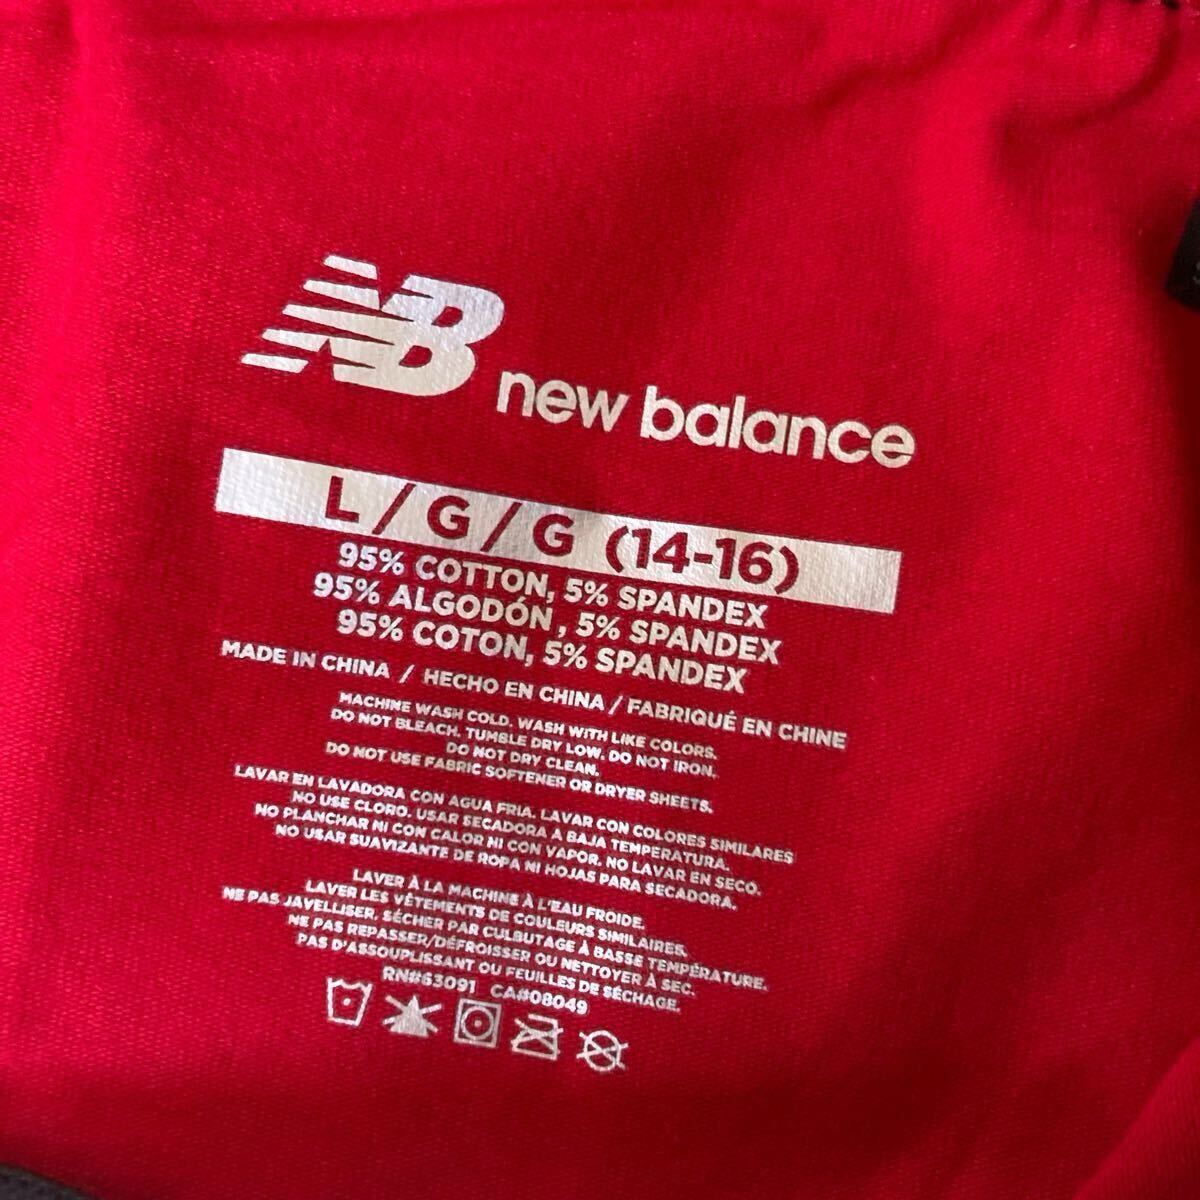 NB new balance
L / G / G (14-16)
95% COTTON, 5% SPANDEX
95% ALGODÓN , 5% SPANDEX
95% COTON, 5% SPANDEX
MADE IN CHINA / HECHO EN CHINA / FABRIQUÉ EN CHINE
MACHINE WASH COLD. WASH WITH LIKE COLORS.
DO NOT BLEACH. TUMBLE DRY LOW. DO NOT IRON.
DO NOT DRY CLEAN.
DO NOT USE FABRIC SOFTENER OR DRYER SHEETS.
LAVAR EN LAVADORA CON AGUA FRIA. LAVAR CON COLORES SIMILARES
NO USE CLORO. USAR SECADORA A BAJA TEMPERATURA.
NO PLANCHAR NI CON CALOR NI CON VAPOR. NO LAVAR EN SECO.
NO USAR SUAVIZANTE DE ROPA NI HOJAS PARA SECADORA.
LAVER À LA MACHINE À L'EAU FROIDE.
LAVER LES VÊTEMENTS DE COULEURS SIMILAIRES.
NE PAS JAVELLISER. SÉCHER PAR CULBUTAGE À BASSE TEMPÉRATURE.
NE PAS REPASSER/DÉFROISSER OU NETTOYER À SEC.
PAS D'ASSOUPLISSANT OU FEUILLES DE SÉCHAGE.
RN#63091 CA#08049